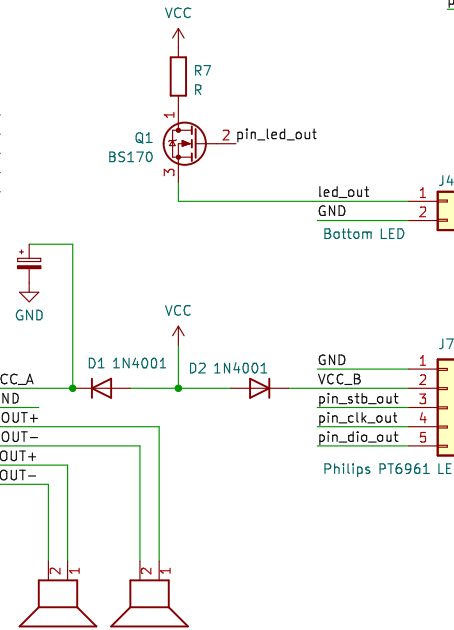 VCC
R7
R
1
Q1
BS170
2
pin_led_out
3
J4
led_out
1
GND
2
Bottom LED
+
GND
VCC
J7
D1 1N4001
D2 1N4001
GND
1
CC_A
VCC_B
2
ND
pin_stb_out
3
OUT+
pin_clk_out
4
OUT-
pin_dio_out
5
OUT+
Philips PT6961 LE
OUT-
2
1
2
1